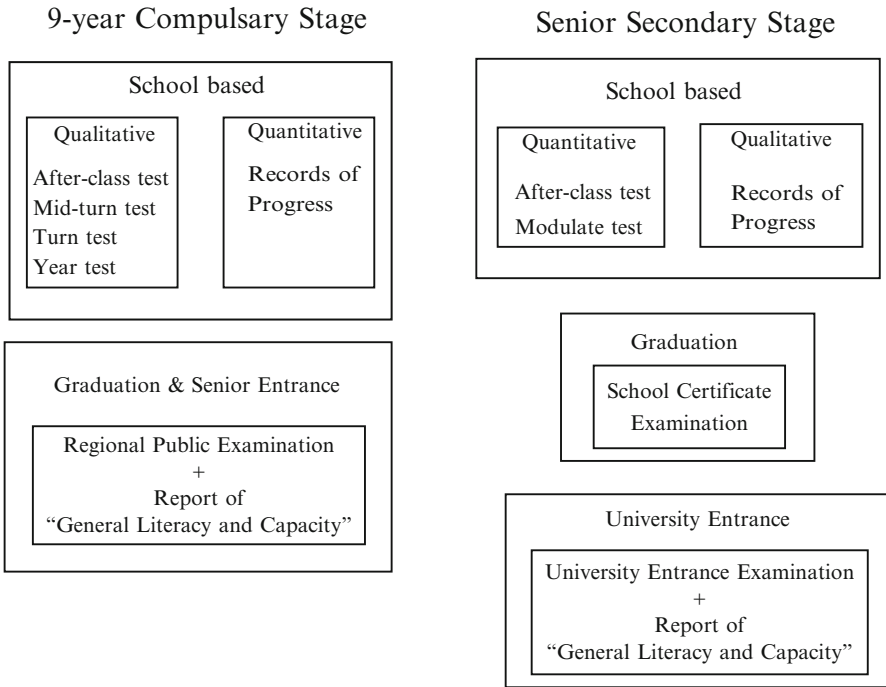 9-year Compulsary Stage
School based
Qualitative
After-class test
Mid-turn test
Turn test
Year test
Quantitative
Records of
Progress
Graduation & Senior Entrance
Regional Public Examination
+
Report of
“General Literacy and Capacity”
Senior Secondary Stage
School based
Quantitative
After-class test
Modulate test
Qualitative
Records of
Progress
Graduation
School Certificate
Examination
University Entrance
University Entrance Examination
+
Report of
“General Literacy and Capacity”